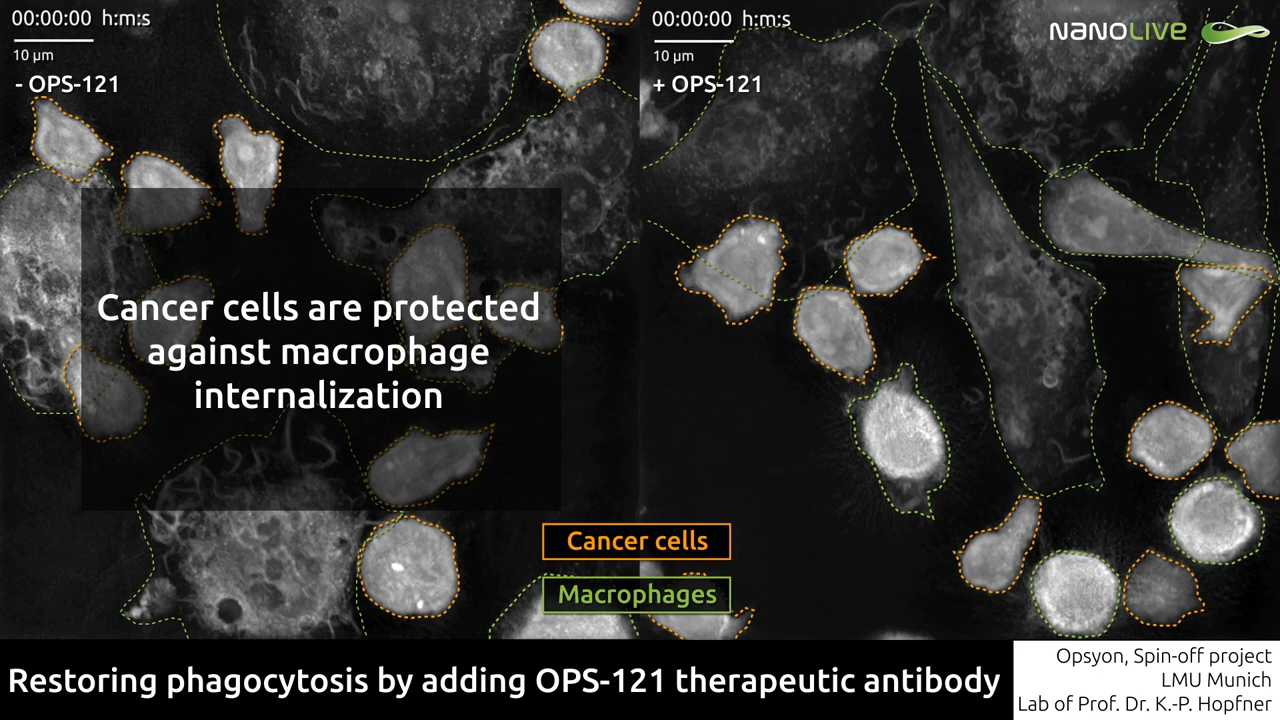 00:00:00 h:m:s
10 µm
- OPS-121
00:00:00 h:m:s
10 µm
+ OPS-121
NANOLIVE
Cancer cells are protected
against macrophage
internalization
Cancer cells
Macrophages
Restoring phagocytosis by adding OPS-121 therapeutic antibody
Opsyon, Spin-off project
LMU Munich
Lab of Prof. Dr. K.-P. Hopfner